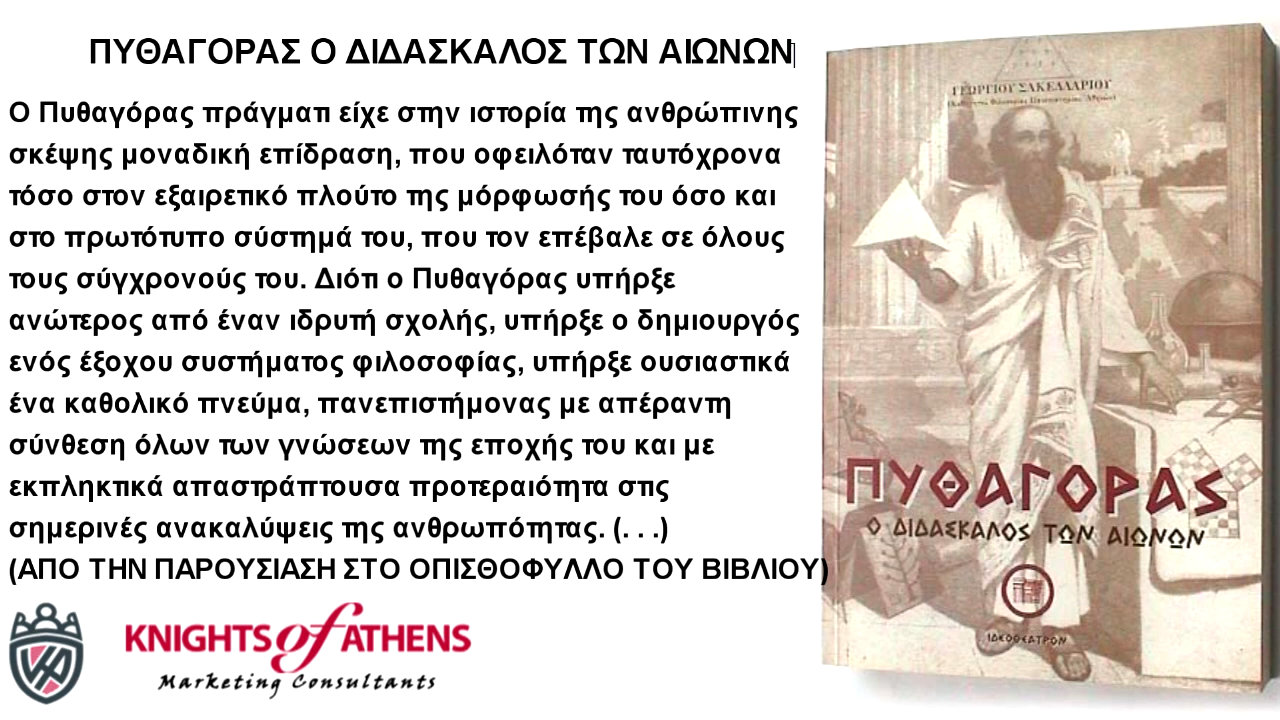 ΠΥΘΑΓΟΡΑΣ Ο ΔΙΔΑΣΚΑΛΟΣ ΤΩΝ ΑΙΩΝΩΝ
Ο Πυθαγόρας πράγματι είχε στην ιστορία της ανθρώπινης
σκέψης μοναδική επίδραση, που οφειλόταν ταυτόχρονα
τόσο στον εξαιρετικό πλούτο της μόρφωσής του όσο και
στο πρωτότυπο σύστημά του, που τον επέβαλε σε όλους
τους σύγχρονούς του. Διότι ο Πυθαγόρας υπήρξε
ανώτερος από έναν ιδρυτή σχολής, υπήρξε ο δημιουργός
ενός έξοχου συστήματος φιλοσοφίας, υπήρξε ουσιαστικά
ένα καθολικό πνεύμα, πανεπιστήμονας με απέραντη
σύνθεση όλων των γνώσεων της εποχής του και με
εκπληκτικά απαστράπτουσα προτεραιότητα στις
σημερινές ανακαλύψεις της ανθρωπότητας. (. . .)
(ΑΠΟ ΤΗΝ ΠΑΡΟΥΣΙΑΣΗ ΣΤΟ ΟΠΙΣΘΟΦΥΛΛΟ ΤΟΥ ΒΙΒΛΙΟΥ)
KNIGHTS of ATHENS
Marketing Consultants
ΓΕΩΡΓΙΟΥ ΣΑΚΕΛΛΑΡΙΟΥ
(Καθηγητού Φιλοσοφίας Πανεπιστημίου Αθηνών)
ΠΥΘΑΓΟΡΑΣ
Ο ΔΙΔΑΣΚΑΛΟΣ ΤΩΝ ΑΙΩΝΩΝ
ΙΔΕΟΘΕΑΤΡΟΝ